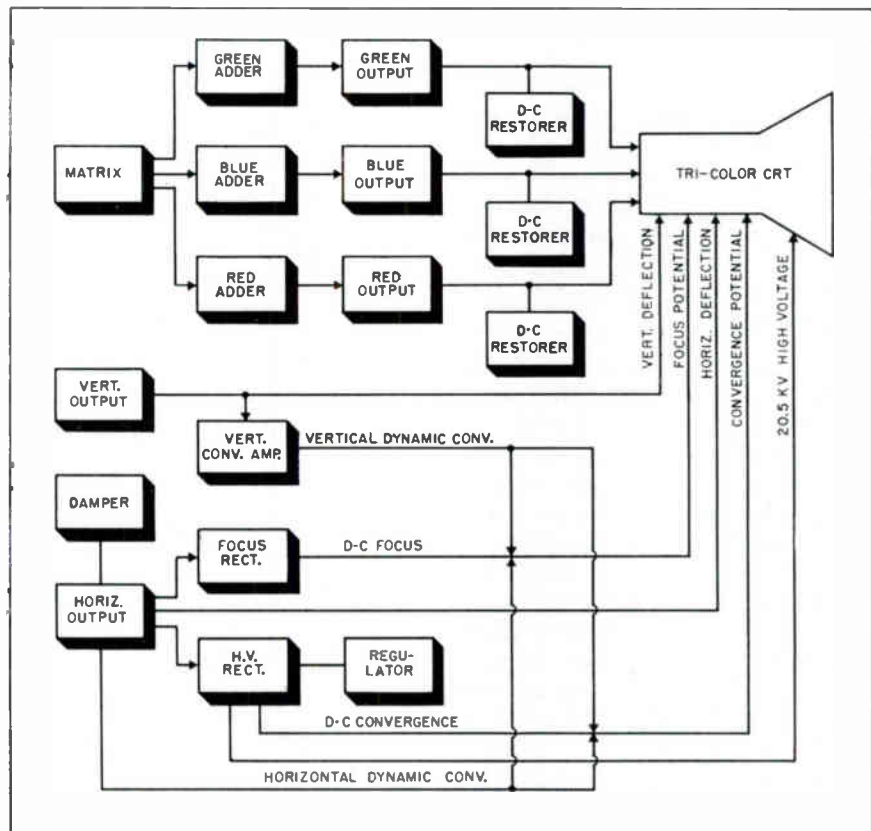 GREEN
ADDER
GREEN
OUTPUT
D-C
RESTORER
MATRIX
BLUE
ADDER
BLUE
OUTPUT
D-C
RESTORER
TRI-COLOR CRT
RED
ADDER
RED
OUTPUT
D-C
RESTORER
VERT. DEFLECTION
FOCUS POTENTIAL
HORIZ. DEFLECTION
CONVERGENCE POTENTIAL
20.5 KV HIGH VOLTAGE
VERT.
OUTPUT
VERT.
CONV. AMP.
VERTICAL DYNAMIC CONV.
DAMPER
FOCUS
RECT.
D-C FOCUS
HORIZ.
OUTPUT
H.V.
RECT.
REGU-
LATOR
D-C CONVERGENCE
HORIZONTAL DYNAMIC CONV.